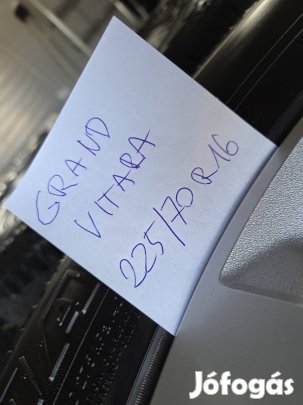 GRAND
VITARA
225/70 R16
Jófogás